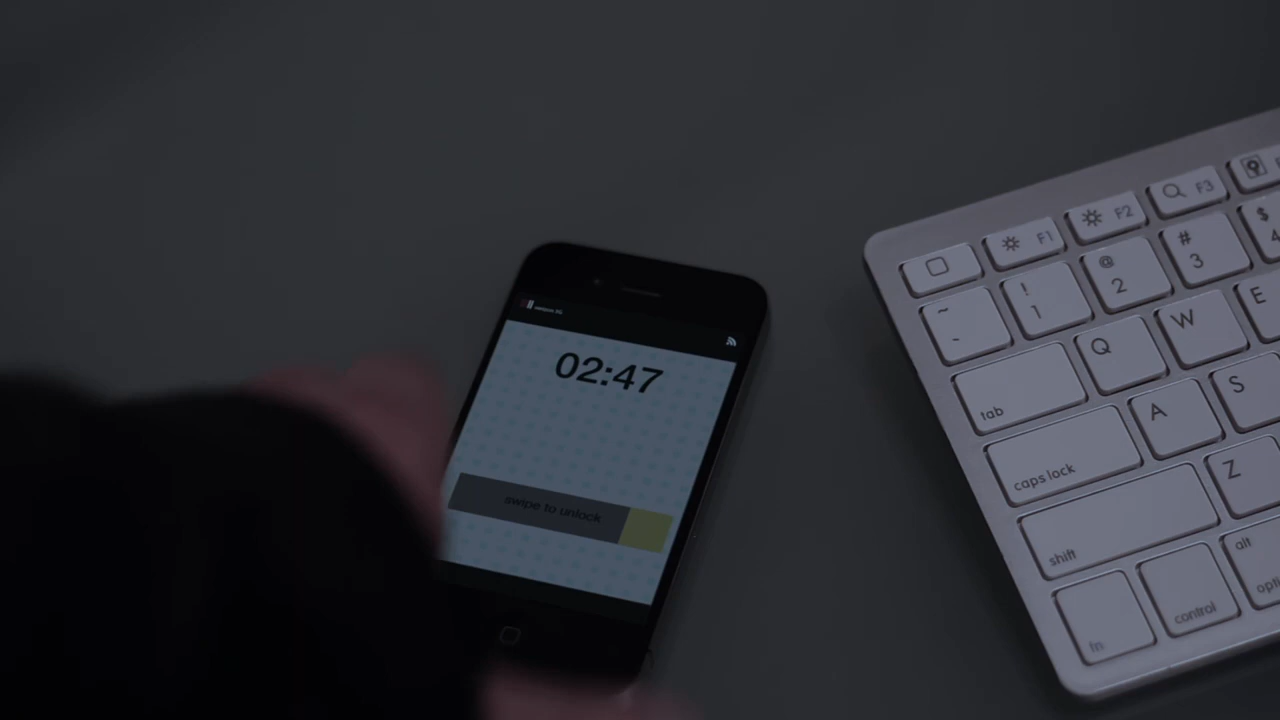 02:47
swipe to unlock
F1
F2
F3
~
-
!
1
@
2
#
3
$
4
tab
Q
W
E
caps lock
A
S
shift
Z
fn
control
alt